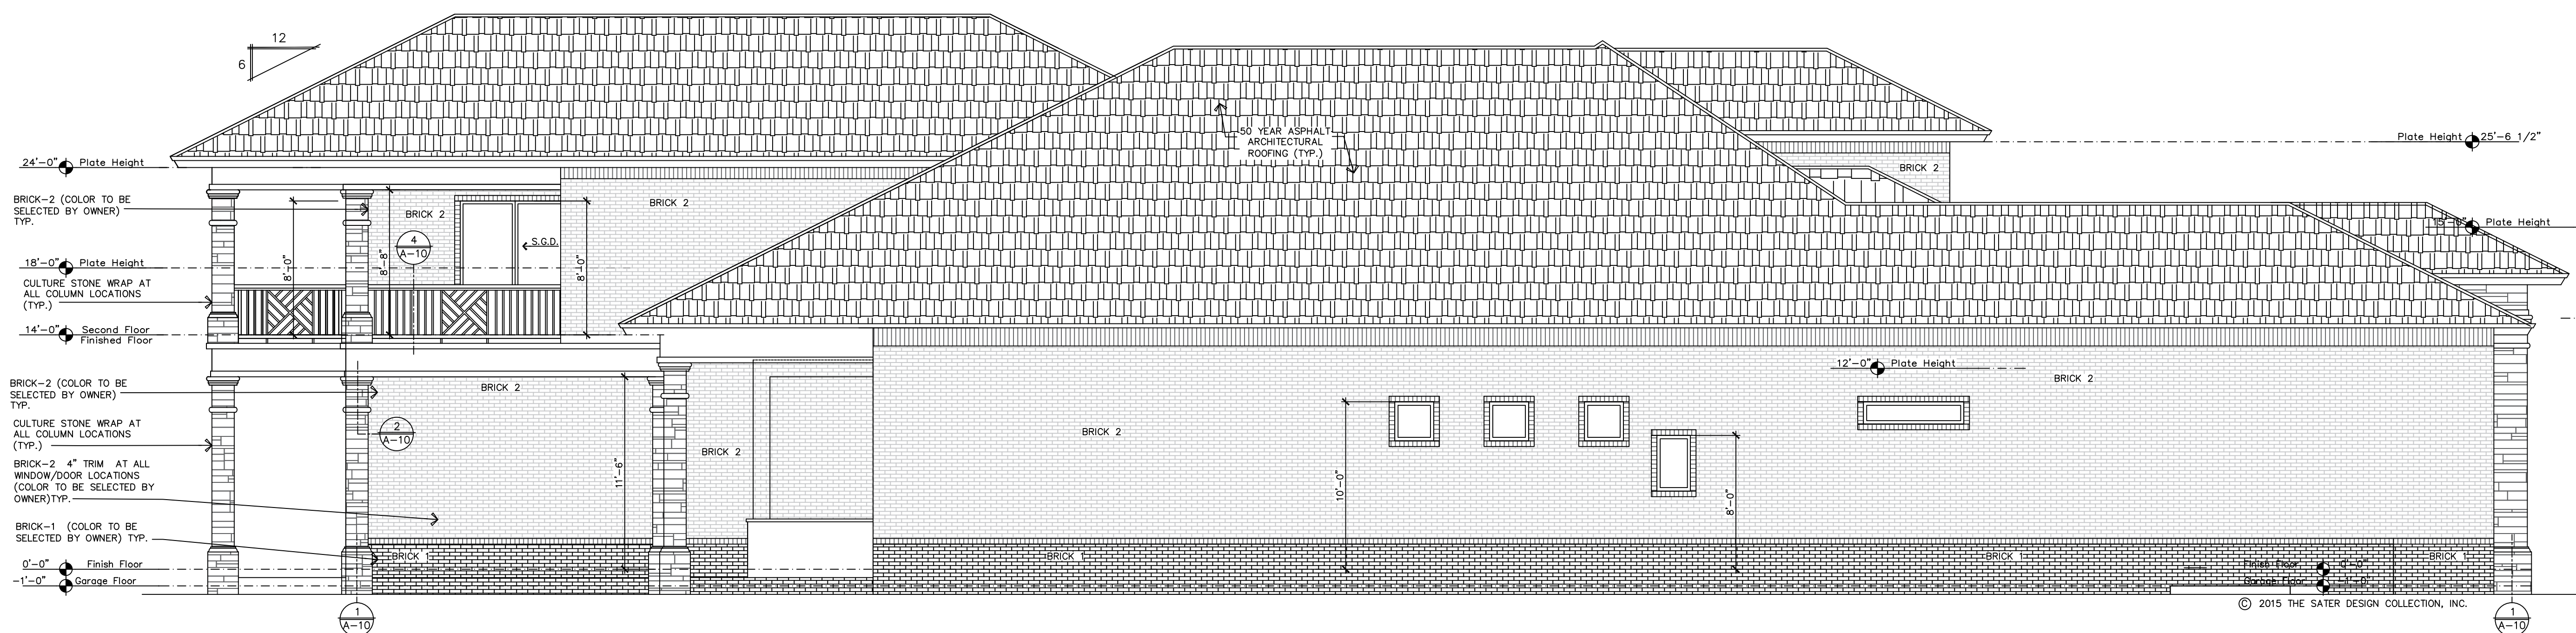 12
6
50 YEAR ASPHALT
ARCHITECTURAL
ROOFING (TYP.)
Plate Height 25'-6 1/2"
24'-0" Plate Height
BRICK 2
BRICK-2 (COLOR TO BE
SELECTED BY OWNER)
TYP.
BRICK 2
BRICK 2
8'-0"
8'-8"
4
A-10
S.G.D.
8'-0"
15'-0" Plate Height
18'-0" Plate Height
CULTURE STONE WRAP AT
ALL COLUMN LOCATIONS
(TYP.)
14'-0" Second Floor
Finished Floor
12'-0" Plate Height
BRICK 2
BRICK-2 (COLOR TO BE
SELECTED BY OWNER)
TYP.
BRICK 2
CULTURE STONE WRAP AT
ALL COLUMN LOCATIONS
(TYP.)
2
A-10
BRICK 2
BRICK 2
BRICK-2 4" TRIM AT ALL
WINDOW/DOOR LOCATIONS
(COLOR TO BE SELECTED BY
OWNER)TYP.
11'-6"
10'-0"
8'-0"
BRICK-1 (COLOR TO BE
SELECTED BY OWNER) TYP.
BRICK 1
BRICK 1
BRICK 1
BRICK 1
0'-0" Finish Floor
-1'-0" Garage Floor
Finish Floor 0'-0"
Garage Floor -1'-0"
© 2015 THE SATER DESIGN COLLECTION, INC.
1
A-10
1
A-10